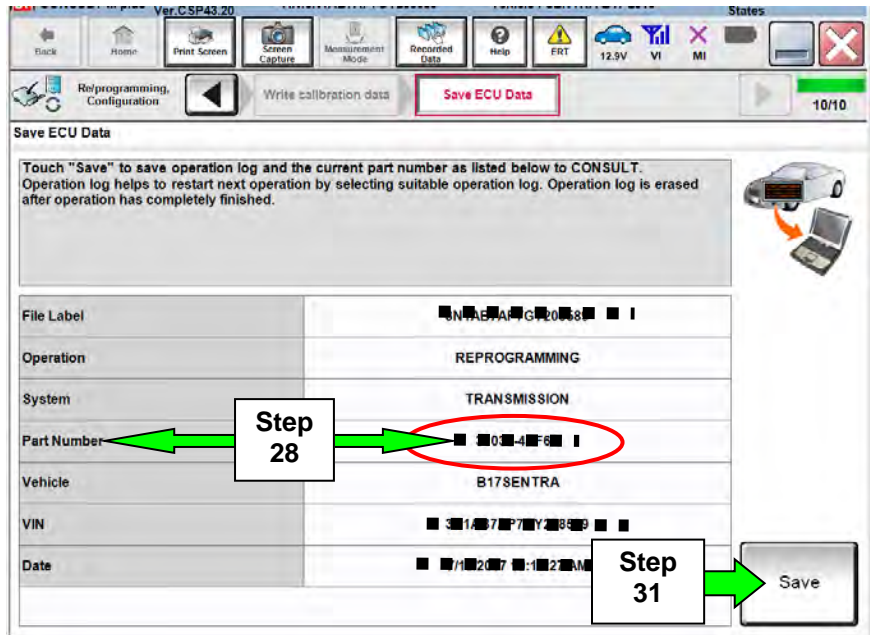 Ver.CSP43.20
States
Back
Home
Print Screen
Screen
Capture
Measurement
Mode
Recorded
Data
Help
ERT
12.9V
VI
MI
Re/programming,
Configuration
Write calibration data
Save ECU Data
10/10
Save ECU Data
Touch "Save" to save operation log and the current part number as listed below to CONSULT.
Operation log helps to restart next operation by selecting suitable operation log. Operation log is erased
after operation has completely finished.
File Label
Operation
REPROGRAMMING
System
TRANSMISSION
Part Number
Step
28
Vehicle
B17SENTRA
VIN
Date
Step
31
Save